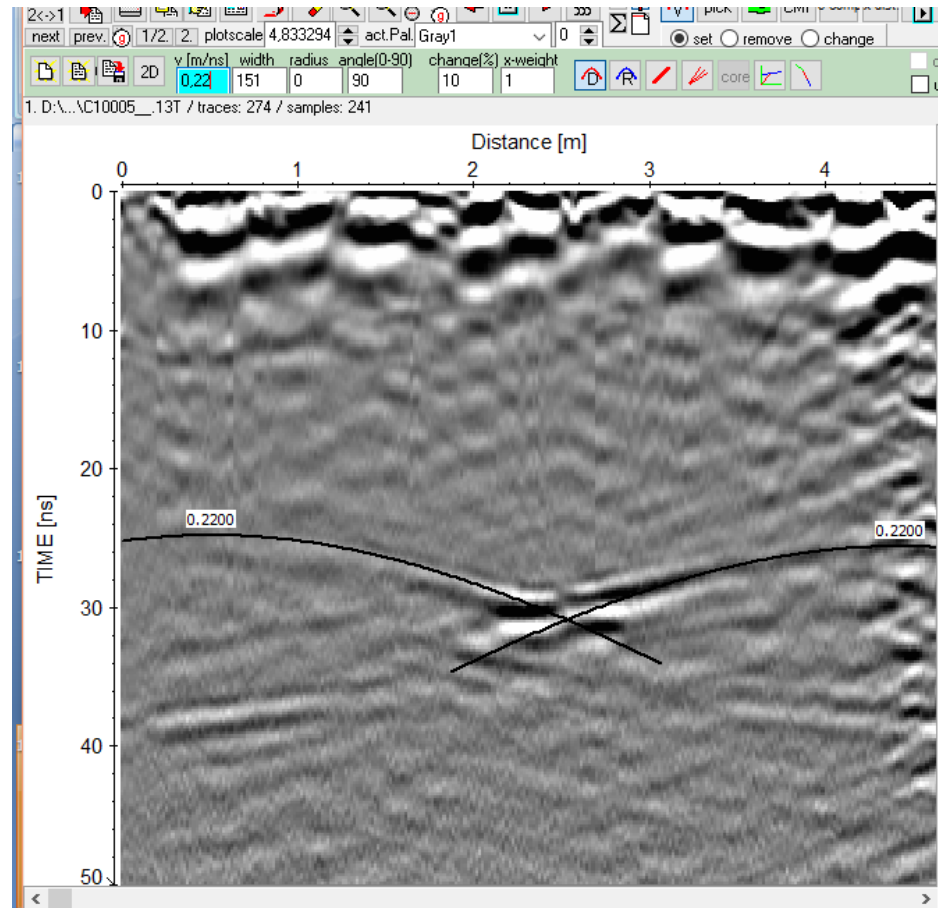 2<->1
next prev. 1/2. 2. plotscale 4,833294 act.Pal. Gray1 0 set remove change
v [m/ns] width radius angle(0-90) change(%) x-weight
2D 0,22 151 0 90 10 1 core
1. D:\...\C10005__.13T / traces: 274 / samples: 241
Distance [m]
0 1 2 3 4
0
10
20
0.2200
0.2200
TIME [ns]
30
40
50